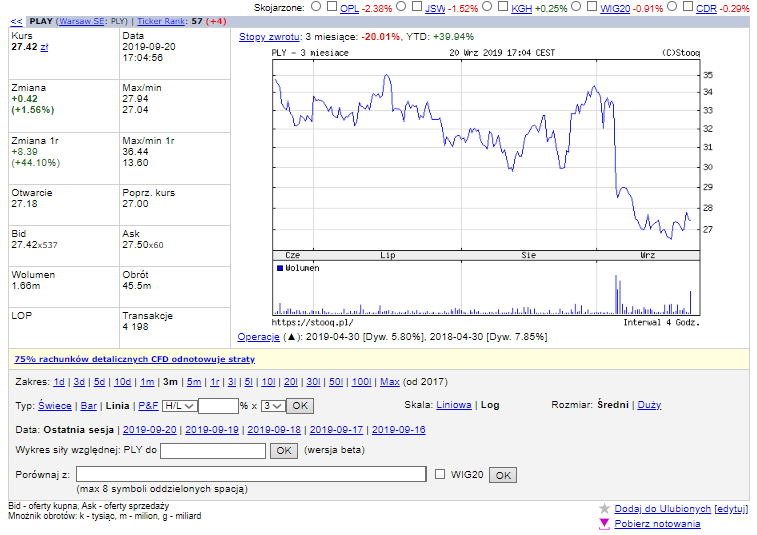 Skojarzone: OPL -2.38% JSW -1.52% KGH +0.25% WIG20 -0.91% CDR -0.29%
<< PLAY (Warsaw SE: PLY) | Ticker Rank: 57 (+4)
Kurs
27.42 zł
Data
2019-09-20
17:04:56
Zmiana
+0.42
(+1.56%)
Max/min
27.94
27.04
Zmiana 1r
+8.39
(+44.10%)
Max/min 1r
36.44
13.60
Otwarcie
27.18
Poprz. kurs
27.00
Bid
27.42x537
Ask
27.50x60
Wolumen
1.66m
Obrót
45.5m
LOP
Transakcje
4 198
Stopy zwrotu: 3 miesiące: -20.01%, YTD: +39.94%
PLY - 3 miesiace 20 Wrz 2019 17:04 CEST (C)Stooq
35
34
33
32
31
30
29
28
27
Cze Lip Sie Wrz
Wolumen
https://stooq.pl/ Interwal 4 Godz.
Operacje (▲): 2019-04-30 [Dyw. 5.80%], 2018-04-30 [Dyw. 7.85%]
75% rachunków detalicznych CFD odnotowuje straty
Zakres: 1d | 3d | 5d | 10d | 1m | 3m | 5m | 1r | 3l | 5l | 10l | 20l | 30l | 50l | 100l | Max (od 2017)
Typ: Świece | Bar | Linia | P&F H/L % x 3 OK Skala: Liniowa | Log Rozmiar: Średni | Duży
Data: Ostatnia sesja | 2019-09-20 | 2019-09-19 | 2019-09-18 | 2019-09-17 | 2019-09-16
Wykres siły względnej: PLY do OK (wersja beta)
Porównaj z: WIG20 OK
(max 8 symboli oddzielonych spacją)
Bid - oferty kupna, Ask - oferty sprzedaży
Mnożnik obrotów: k - tysiąc, m - milion, g - miliard
Dodaj do Ulubionych [edytuj]
Pobierz notowania